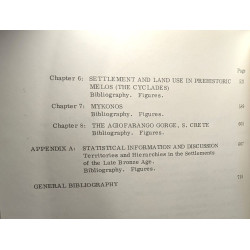 Page
Chapter 6: SETTLEMENT AND LAND USE IN PREHISTORIC
MELOS (THE CYCLADES)
Bibliography. Figures.
Chapter 7: MYKONOS
Bibliography. Figures.
Chapter 8: THE AGIOFARANGO GORGE, S. CRETE
Bibliography. Figures.
APPENDIX A: STATISTICAL INFORMATION AND DISCUSSION
Territories and Hierarchies in the Settlements
of the Late Bronze Age.
Bibliography. Figures.
GENERAL BIBLIOGRAPHY